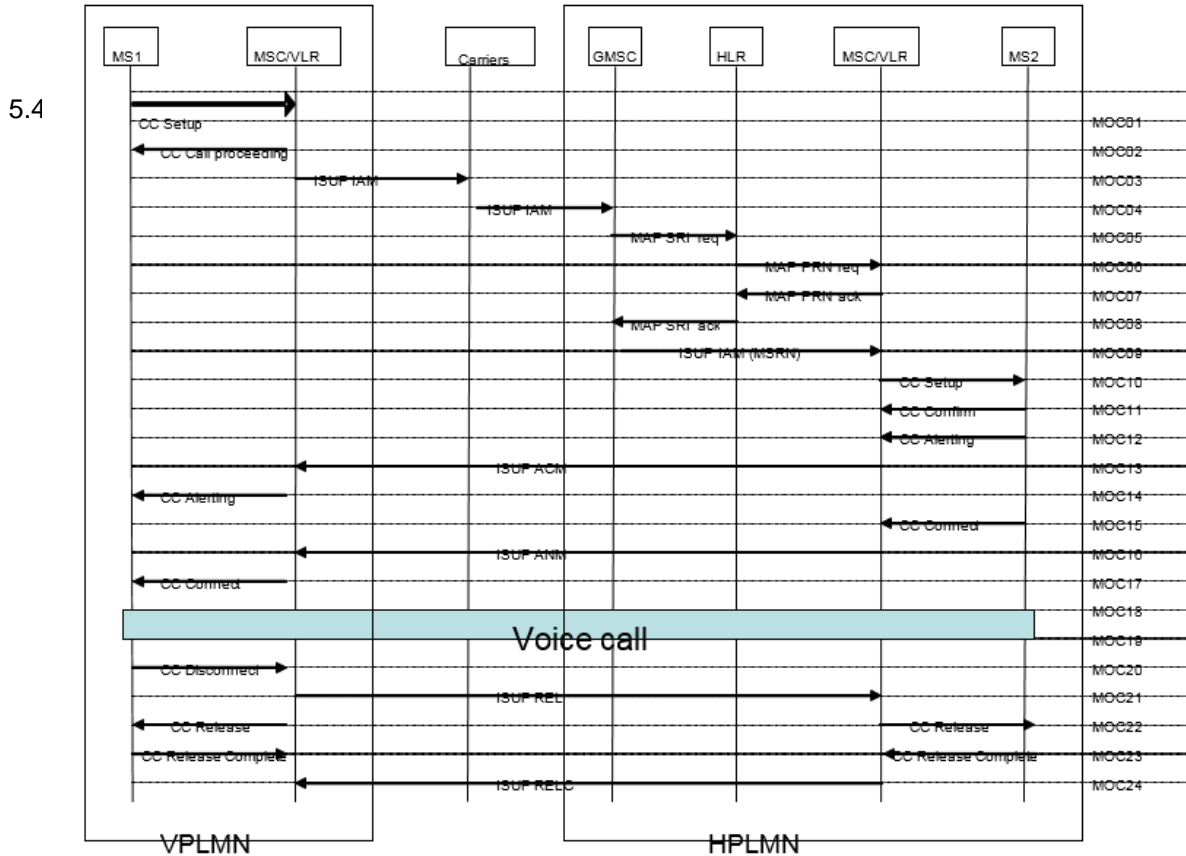 MS1 MSC/VLR Carriers GMSC HLR MSC/VLR MS2
5.4
CC Setup MOC01
CC Call proceeding MOC02
ISUP IAM MOC03
ISUP IAM MOC04
MAP SRI req MOC05
MAP PRN req MOC06
MAP PRN ack MOC07
MAP SRI ack MOC08
ISUP IAM (MSRN) MOC09
CC Setup MOC10
CC Confirm MOC11
CC Alerting MOC12
ISUP ACM MOC13
CC Alerting MOC14
CC Connect MOC15
ISUP ANM MOC16
CC Connect MOC17
MOC18
Voice call MOC19
CC Disconnect MOC20
ISUP REL MOC21
CC Release CC Release MOC22
CC Release Complete CC Release Complete MOC23
ISUP RELC MOC24
VPLMN HPLMN